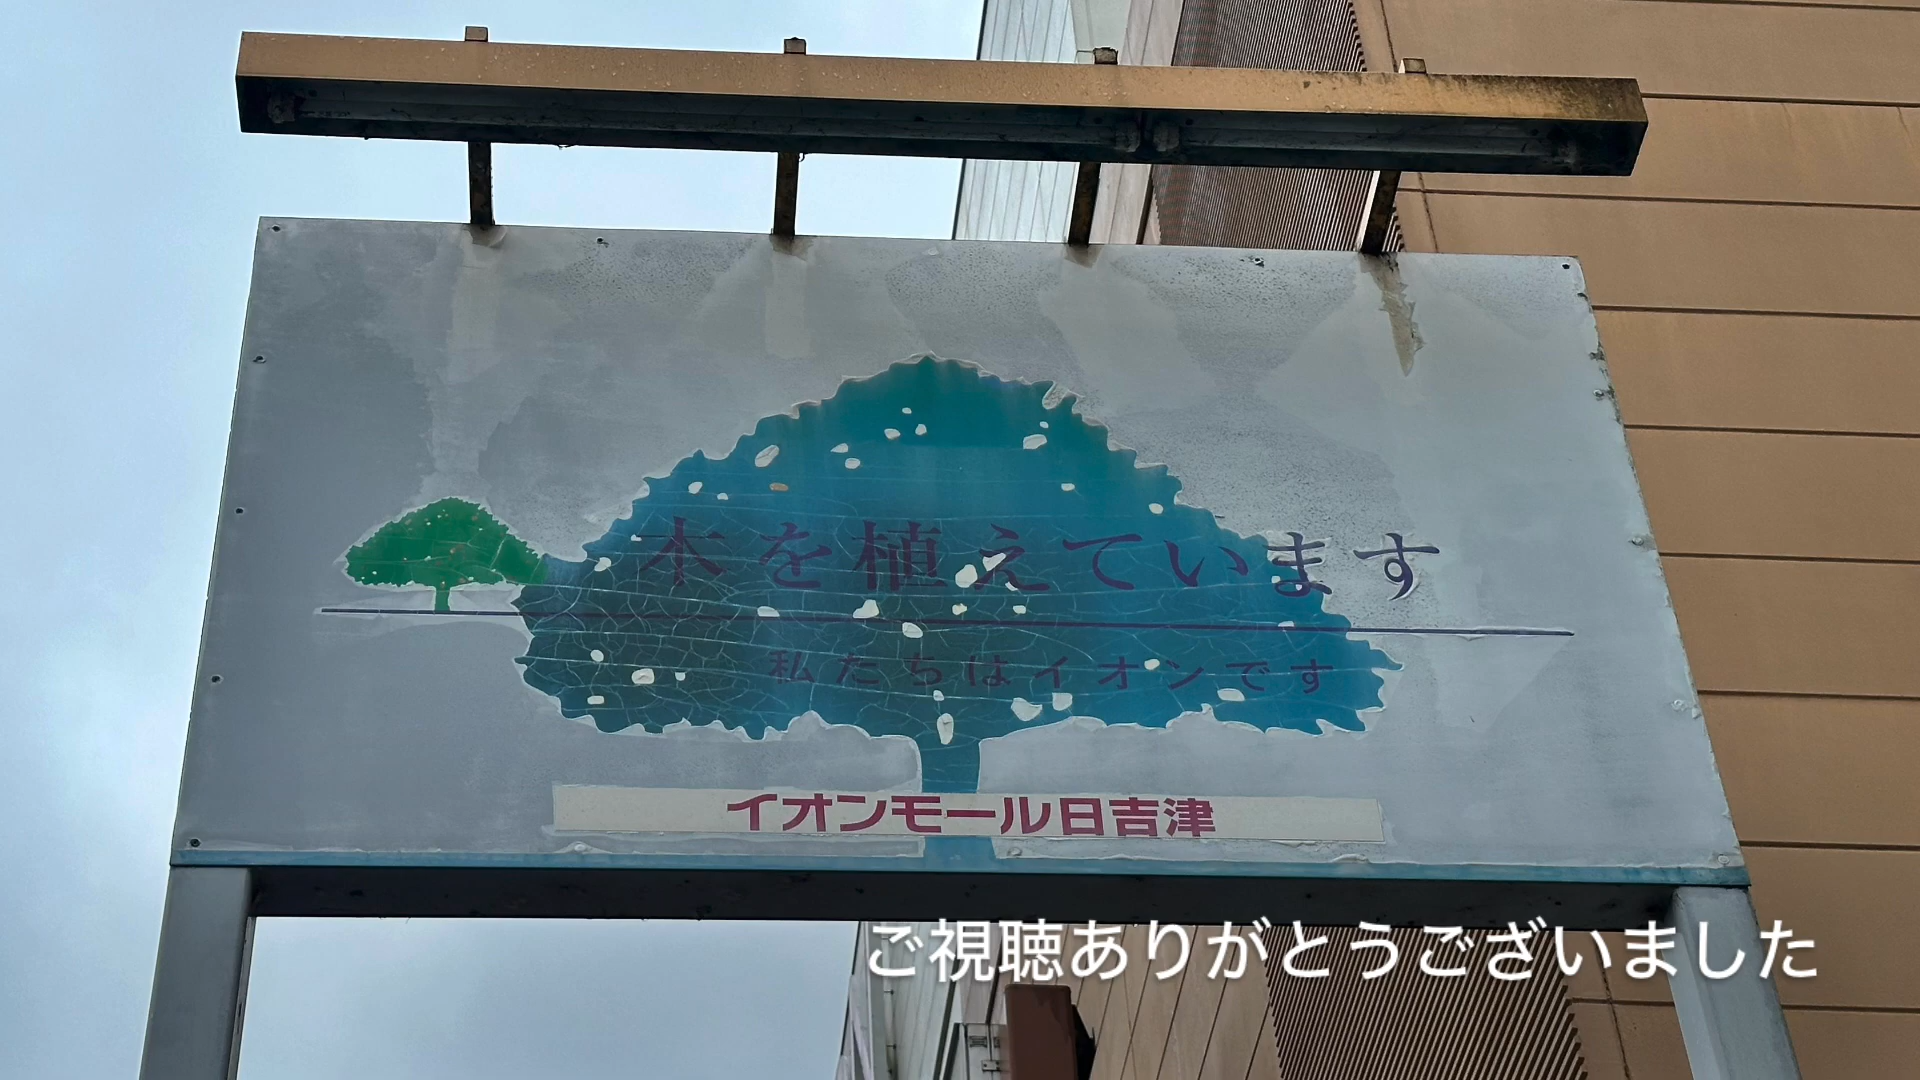 木を植えています
私たちはイオンです
イオンモール日吉津
ご視聴ありがとうございました